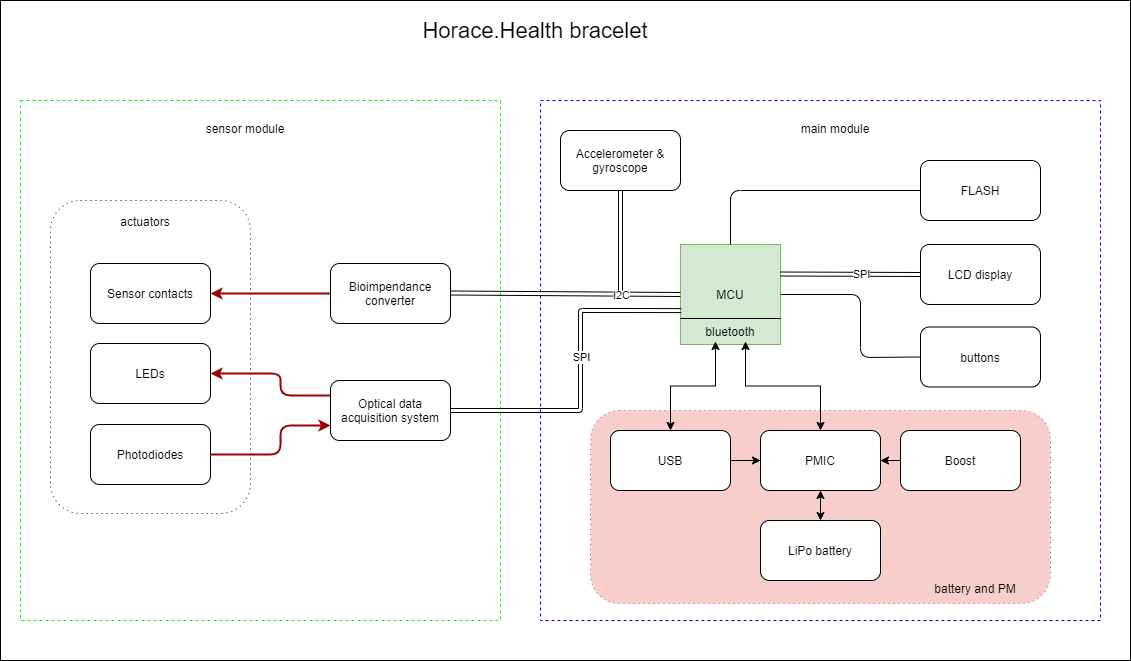 Horace.Health bracelet
sensor module
main module
Accelerometer &
gyroscope
FLASH
actuators
Sensor contacts
Bioimpendance
converter
I2C
MCU
SPI
LCD display
bluetooth
SPI
buttons
LEDs
Optical data
acquisition system
Photodiodes
USB
PMIC
Boost
LiPo battery
battery and PM